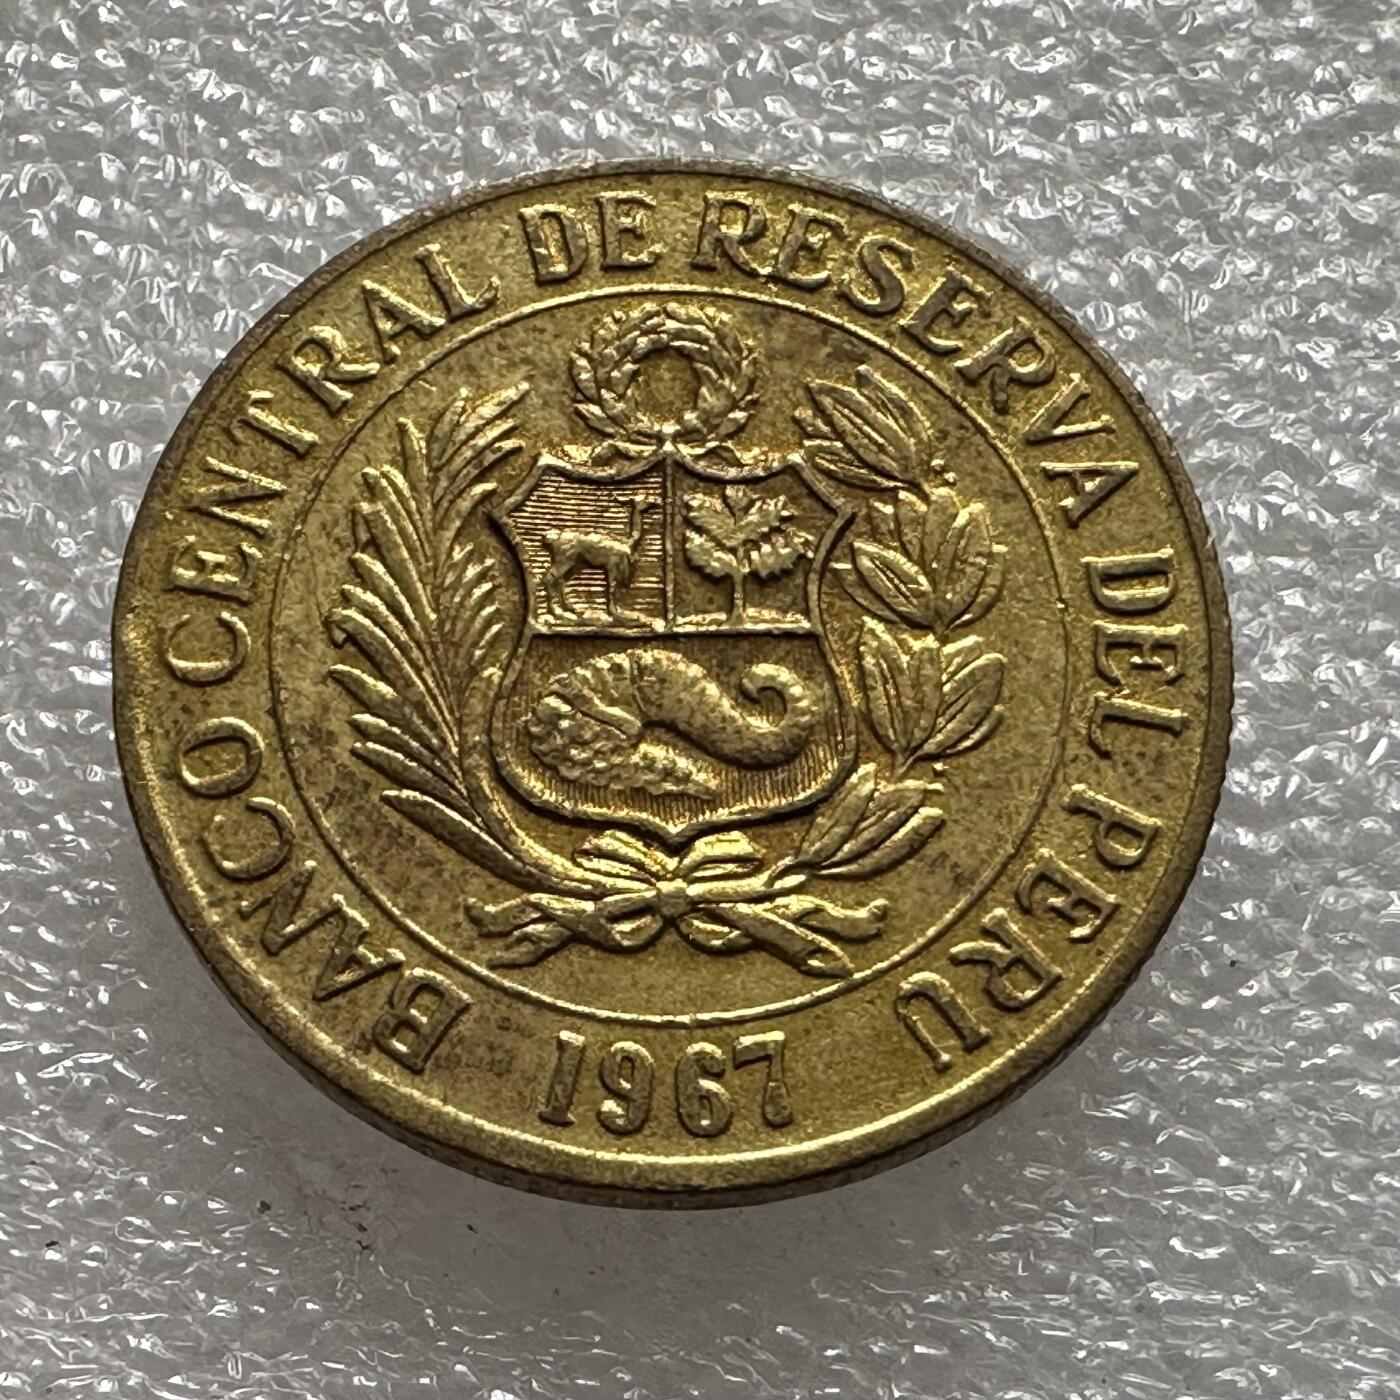 BANCO CENTRAL DE RESERVA DEL PERU
1967